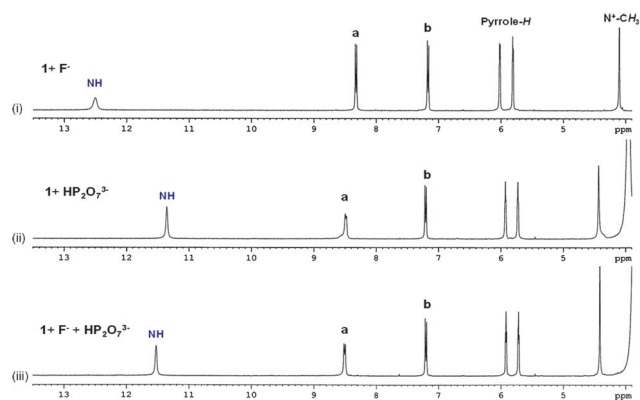 Pyrrole-H
N⁺-CH₃
a
b
1+ F⁻
NH
(i)
13 12 11 10 9 8 7 6 5 ppm
1+ HP₂O₇³⁻
NH
a
b
(ii)
13 12 11 10 9 8 7 6 5 ppm
1+ F⁻ + HP₂O₇³⁻
NH
a
b
(iii)
13 12 11 10 9 8 7 6 5 ppm